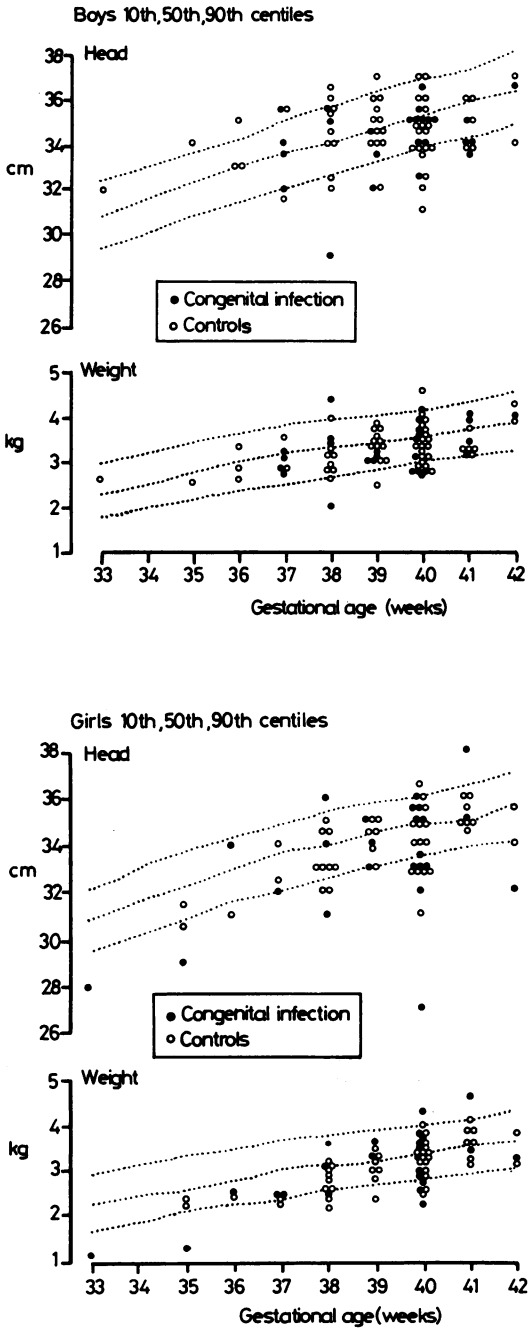 Boys 10th,50th,90th centiles
Head
38
36
34
cm
32
30
28
26
Congenital infection
Controls
Weight
5
4
kg
3
2
1
33 34 35 36 37 38 39 40 41 42
Gestational age (weeks)
Girls 10th,50th,90th centiles
Head
38
36
34
cm
32
30
28
26
Congenital infection
Controls
Weight
5
4
kg
3
2
1
33 34 35 36 37 38 39 40 41 42
Gestational age (weeks)